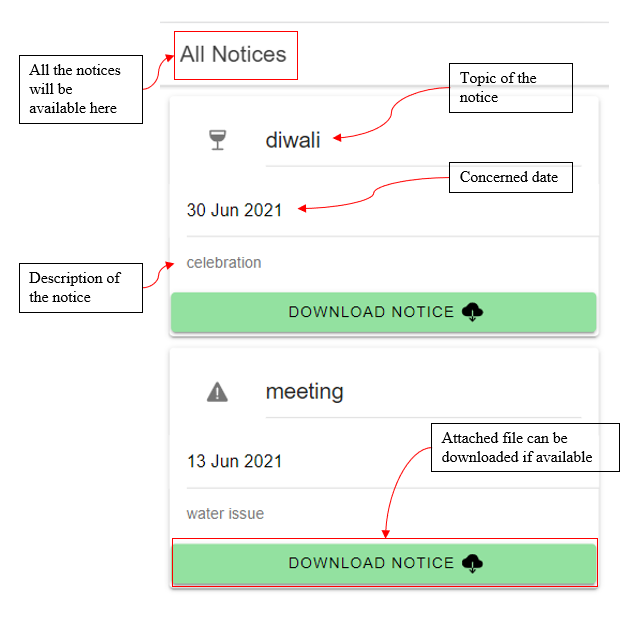 All Notices
All the notices
will be
available here
Topic of the
notice
diwali
Concerned date
30 Jun 2021
celebration
Description of
the notice
DOWNLOAD NOTICE
meeting
Attached file can be
downloaded if available
13 Jun 2021
water issue
DOWNLOAD NOTICE